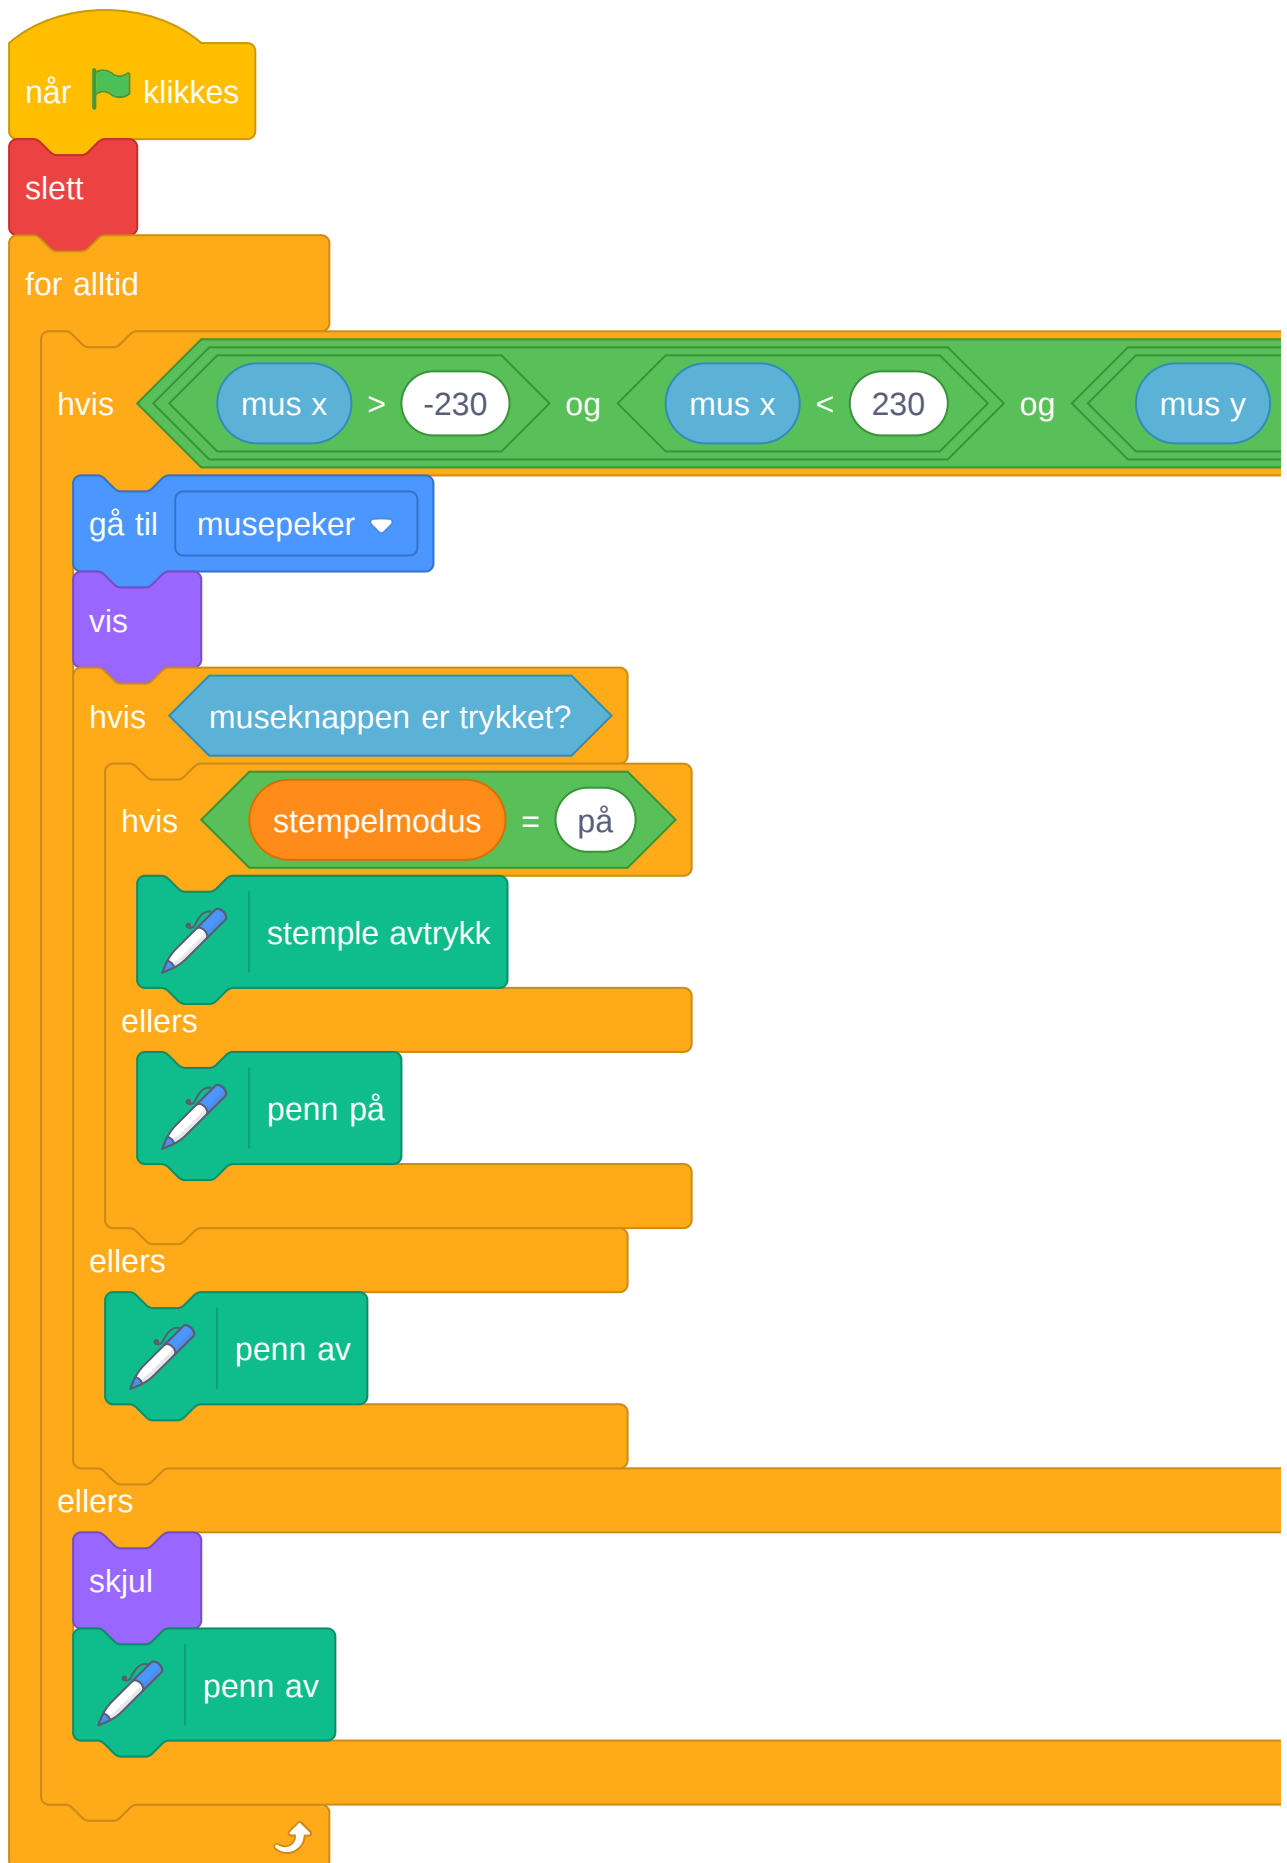 når klikkes
slett
for alltid
hvis mus x > -230 og mus x < 230 og mus y
gå til musepeker
vis
hvis museknappen er trykket?
hvis stempelmodus = på
stemple avtrykk
ellers
penn på
ellers
penn av
ellers
skjul
penn av